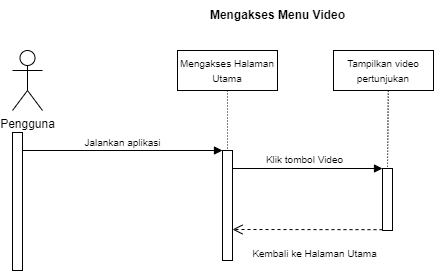 Mengakses Menu Video
Mengakses Halaman
Utama
Tampilkan video
pertunjukan
Pengguna
Jalankan aplikasi
Klik tombol Video
Kembali ke Halaman Utama